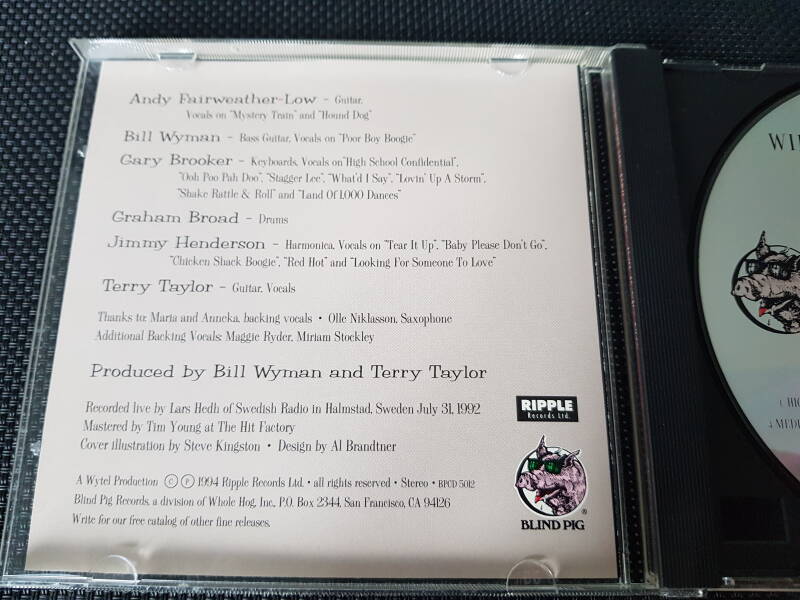 Andy Fairweather-Low – Guitar,
Vocals on "Mystery Train" and "Hound Dog"
Bill Wyman – Bass Guitar, Vocals on "Poor Boy Boogie"
Gary Brooker – Keyboards, Vocals on"High School Confidential",
"Ooh Poo Pah Doo", "Stagger Lee", "What'd I Say", "Lovin' Up A Storm",
"Shake Rattle & Roll" and "Land Of 1,000 Dances"
Graham Broad – Drums
Jimmy Henderson – Harmonica, Vocals on "Tear It Up", "Baby Please Don't Go",
"Chicken Shack Boogie", "Red Hot" and "Looking For Someone To Love"
Terry Taylor – Guitar, Vocals
Thanks to: Maria and Anneka, backing vocals • Olle Niklasson, Saxophone
Additional Backing Vocals: Maggie Ryder, Miriam Stockley
Produced by Bill Wyman and Terry Taylor
Recorded live by Lars Hedh of Swedish Radio in Halmstad, Sweden July 31, 1992
Mastered by Tim Young at The Hit Factory
Cover illustration by Steve Kingston • Design by Al Brandtner
RIPPLE
Records Ltd.
A Wytel Production © ℗ 1994 Ripple Records Ltd. • all rights reserved • Stereo • BPCD 5012
Blind Pig Records, a division of Whole Hog, Inc., P.O. Box 2344, San Francisco, CA 94126
Write for our free catalog of other fine releases.
BLIND PIG ®
WI
1. HIG
4. MED